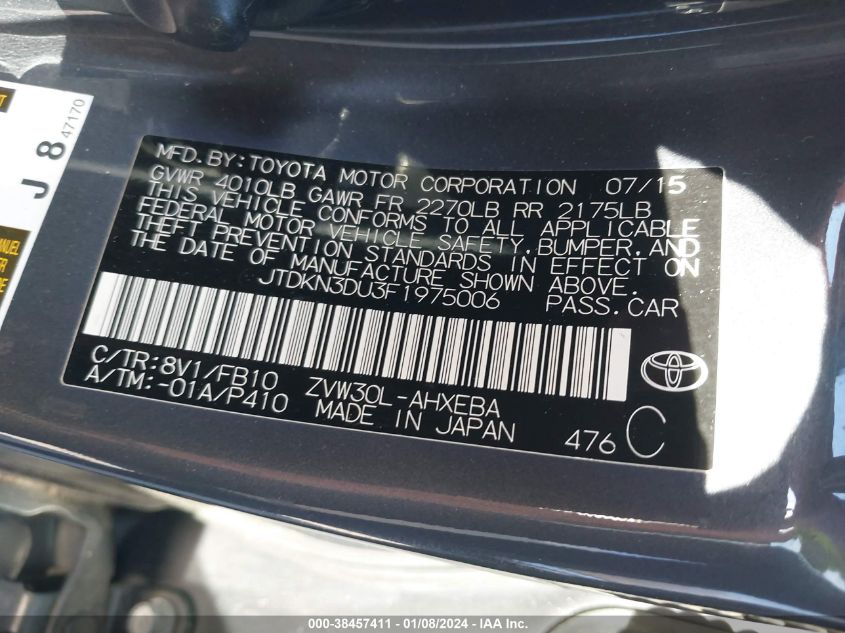 MFD. BY: TOYOTA MOTOR CORPORATION 07/15
GVWR 4010LB GAWR FR 2270LB RR 2175LB
THIS VEHICLE CONFORMS TO ALL APPLICABLE
FEDERAL MOTOR VEHICLE SAFETY, BUMPER, AND
THEFT PREVENTION STANDARDS IN EFFECT ON
THE DATE OF MANUFACTURE SHOWN ABOVE.
JTDKN3DU3F1975006 PASS. CAR
C/TR: 8V1/FB10 ZVW30L-AHXEBA
A/TM: -01A/P410 MADE IN JAPAN
476 C
J 8
47170
000-38457411 - 01/08/2024 - IAA Inc.